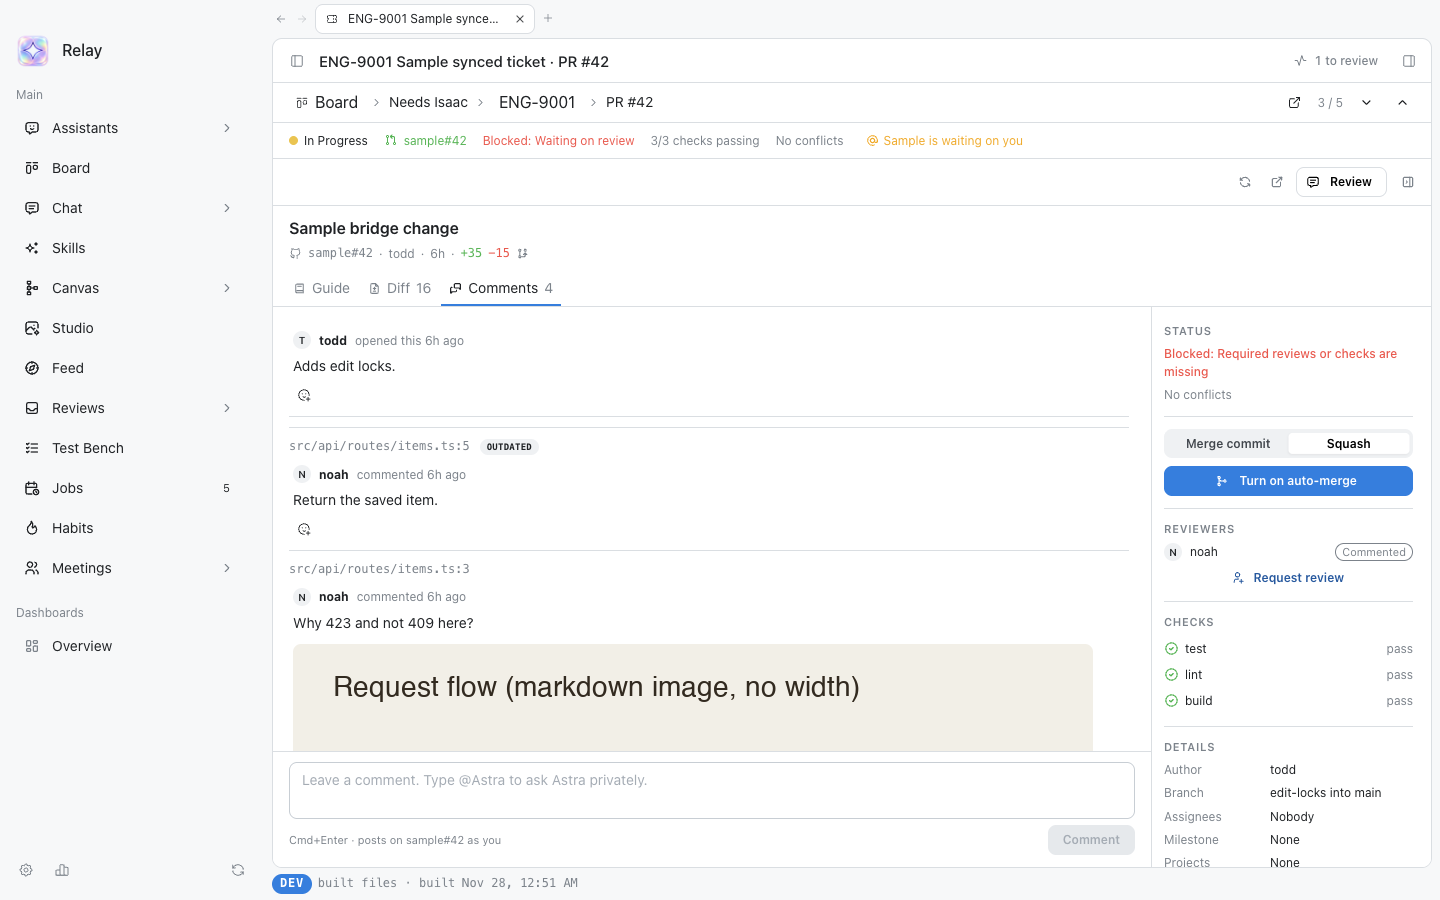 ENG-9001 Sample synce...
Relay
ENG-9001 Sample synced ticket · PR #42
1 to review
Main
Board
Needs Isaac
ENG-9001
PR #42
3 / 5
Assistants
Board
Chat
Skills
Canvas
Studio
Feed
Reviews
Test Bench
Jobs
5
Habits
Meetings
Dashboards
Overview
In Progress
sample#42
Blocked: Waiting on review
3/3 checks passing
No conflicts
Sample is waiting on you
Review
Sample bridge change
sample#42 · todd · 6h · +35 −15
Guide
Diff 16
Comments 4
T
todd opened this 6h ago
Adds edit locks.
src/api/routes/items.ts:5
OUTDATED
N
noah commented 6h ago
Return the saved item.
src/api/routes/items.ts:3
N
noah commented 6h ago
Why 423 and not 409 here?
Request flow (markdown image, no width)
Leave a comment. Type @Astra to ask Astra privately.
Cmd+Enter · posts on sample#42 as you
Comment
STATUS
Blocked: Required reviews or checks are
missing
No conflicts
Merge commit
Squash
Turn on auto-merge
REVIEWERS
N
noah
Commented
Request review
CHECKS
test pass
lint pass
build pass
DETAILS
Author todd
Branch edit-locks into main
Assignees Nobody
Milestone None
Projects None
DEV built files · built Nov 28, 12:51 AM